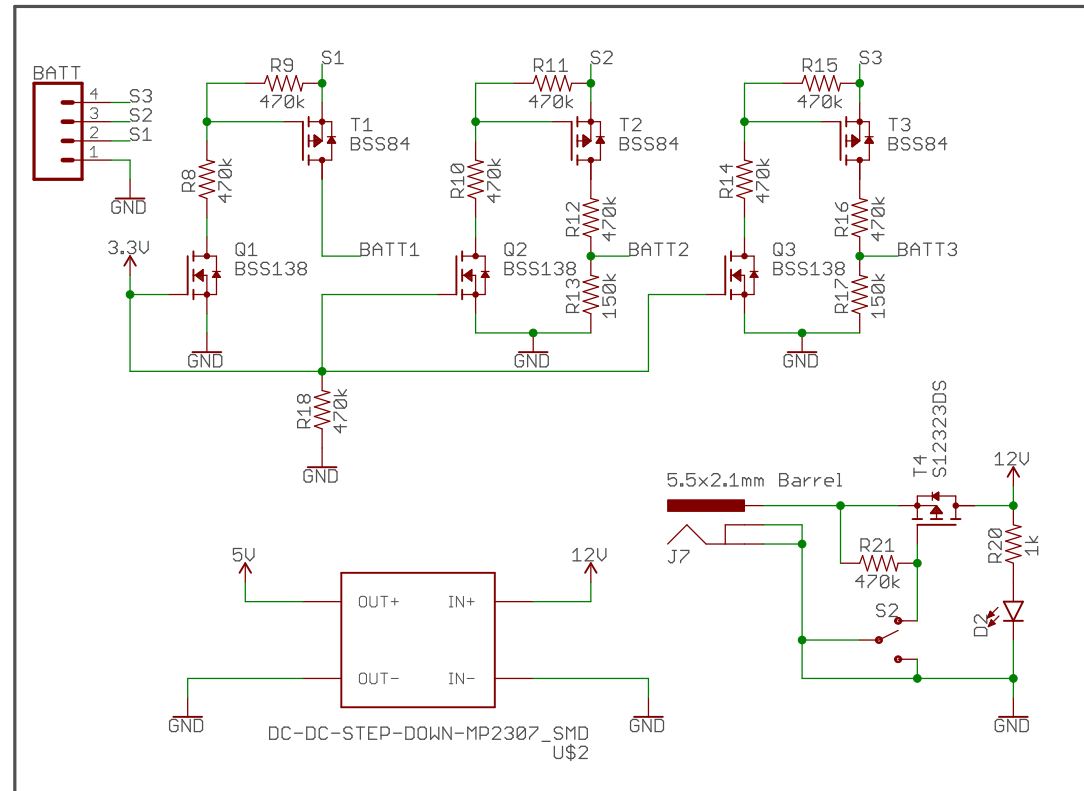 BATT
4 S3
3 S2
2 S1
1
GND
3.3V
R9
470k
S1
T1
BSS84
R8
470k
Q1
BSS138
BATT1
GND
R11
470k
S2
T2
BSS84
R10
470k
R12
470k
Q2
BSS138
BATT2
R13
150k
GND
R15
470k
S3
T3
BSS84
R14
470k
R16
470k
Q3
BSS138
BATT3
R17
150k
GND
R18
470k
GND
5V
12V
OUT+
IN+
OUT-
IN-
GND
GND
DC-DC-STEP-DOWN-MP2307_SMD
U$2
5.5x2.1mm Barrel
J7
T4
S12323DS
12V
R21
470k
R20
1k
S2
D2
GND